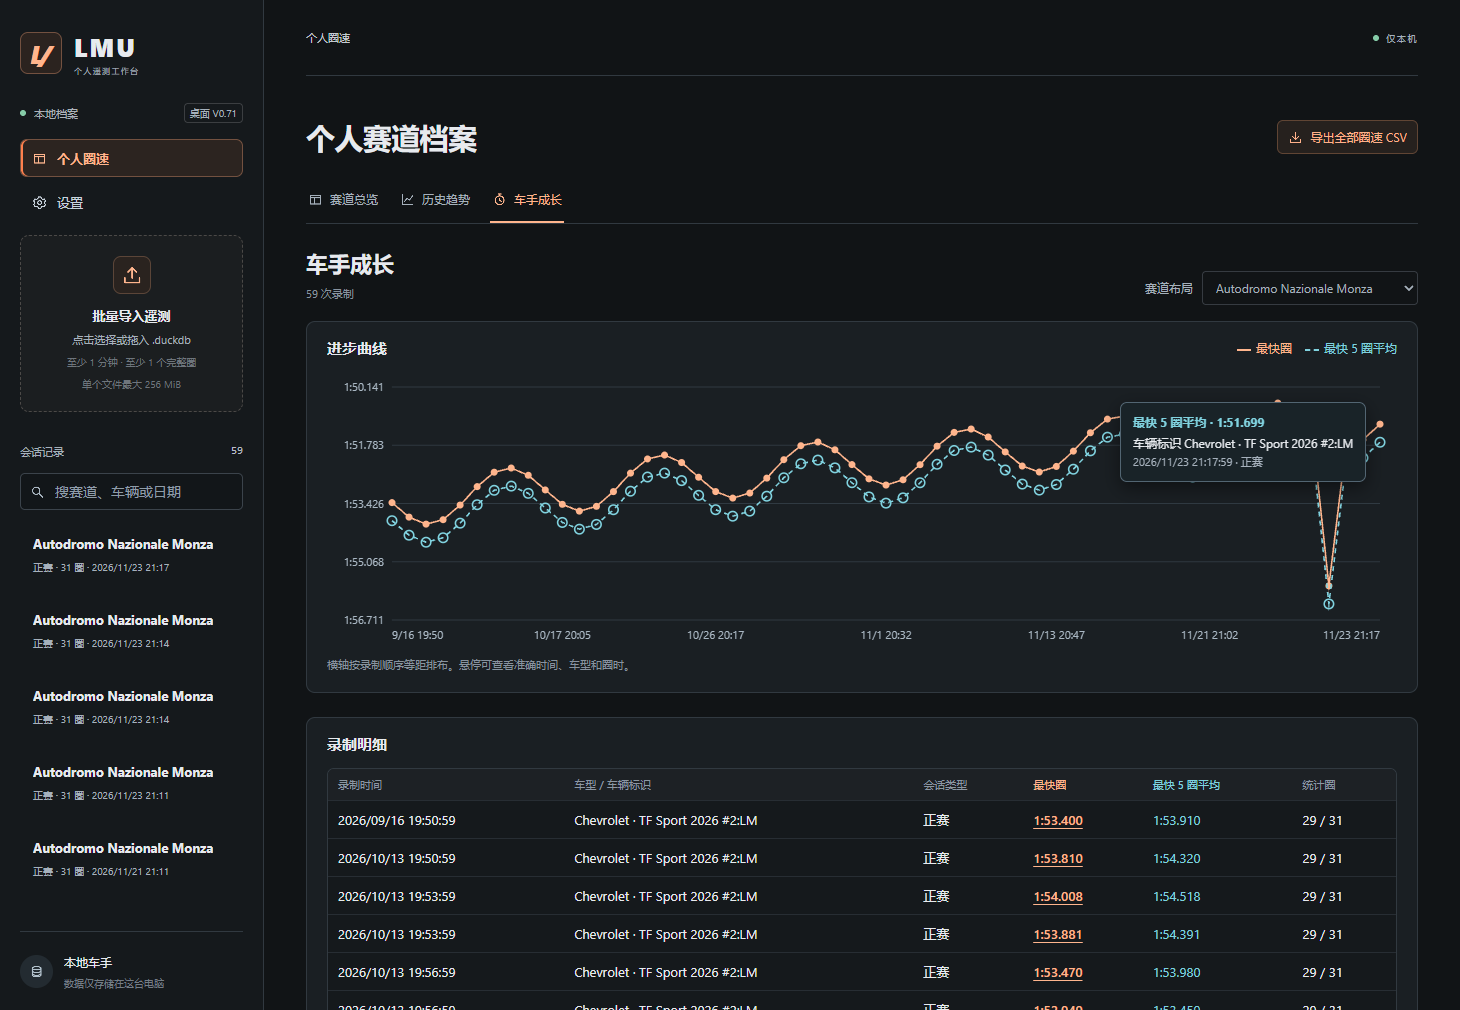 LMU
个人遥测工作台
本地档案
桌面 V0.71
个人圈速
设置
批量导入遥测
点击选择或拖入 .duckdb
至少 1 分钟 · 至少 1 个完整圈
单个文件最大 256 MiB
会话记录
59
搜赛道、车辆或日期
Autodromo Nazionale Monza
正赛 · 31 圈 · 2026/11/23 21:17
Autodromo Nazionale Monza
正赛 · 31 圈 · 2026/11/23 21:14
Autodromo Nazionale Monza
正赛 · 31 圈 · 2026/11/23 21:14
Autodromo Nazionale Monza
正赛 · 31 圈 · 2026/11/23 21:11
Autodromo Nazionale Monza
正赛 · 31 圈 · 2026/11/21 21:11
本地车手
数据仅存储在这台电脑
个人圈速
仅本机
个人赛道档案
导出全部圈速 CSV
赛道总览
历史趋势
车手成长
车手成长
59 次录制
赛道布局
Autodromo Nazionale Monza
进步曲线
最快圈
最快 5 圈平均
1:50.141
1:51.783
1:53.426
1:55.068
1:56.711
最快 5 圈平均 · 1:51.699
车辆标识 Chevrolet · TF Sport 2026 #2:LM
2026/11/23 21:17:59 · 正赛
9/16 19:50
10/17 20:05
10/26 20:17
11/1 20:32
11/13 20:47
11/21 21:02
11/23 21:17
横轴按录制顺序等距排布。悬停可查看准确时间、车型和圈时。
录制明细
录制时间 车型 / 车辆标识 会话类型 最快圈 最快 5 圈平均 统计圈
2026/09/16 19:50:59 Chevrolet · TF Sport 2026 #2:LM 正赛 1:53.400 1:53.910 29 / 31
2026/10/13 19:50:59 Chevrolet · TF Sport 2026 #2:LM 正赛 1:53.810 1:54.320 29 / 31
2026/10/13 19:53:59 Chevrolet · TF Sport 2026 #2:LM 正赛 1:54.008 1:54.518 29 / 31
2026/10/13 19:53:59 Chevrolet · TF Sport 2026 #2:LM 正赛 1:53.881 1:54.391 29 / 31
2026/10/13 19:56:59 Chevrolet · TF Sport 2026 #2:LM 正赛 1:53.470 1:53.980 29 / 31